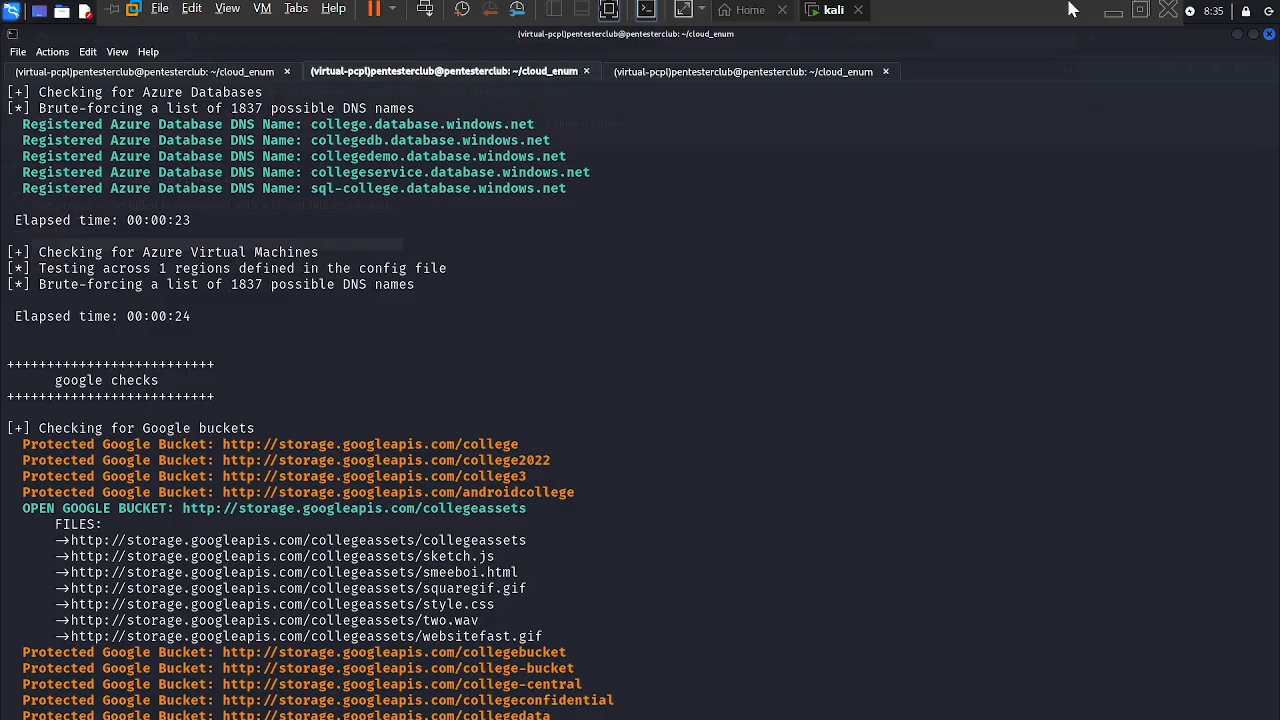 File Edit View VM Tabs Help Home kali 8:35
(virtual-pcpl)pentesterclub@pentesterclub: ~/cloud_enum
File Actions Edit View Help
(virtual-pcpl)pentesterclub@pentesterclub: ~/cloud_enum (virtual-pcpl)pentesterclub@pentesterclub: ~/cloud_enum (virtual-pcpl)pentesterclub@pentesterclub: ~/cloud_enum
[+] Checking for Azure Databases
[*] Brute-forcing a list of 1837 possible DNS names
Registered Azure Database DNS Name: college.database.windows.net
Registered Azure Database DNS Name: collegedb.database.windows.net
Registered Azure Database DNS Name: collegedemo.database.windows.net
Registered Azure Database DNS Name: collegeservice.database.windows.net
Registered Azure Database DNS Name: sql-college.database.windows.net
Elapsed time: 00:00:23
[+] Checking for Azure Virtual Machines
[*] Testing across 1 regions defined in the config file
[*] Brute-forcing a list of 1837 possible DNS names
Elapsed time: 00:00:24
++++++++++++++++++++++++++
google checks
++++++++++++++++++++++++++
[+] Checking for Google buckets
Protected Google Bucket: http://storage.googleapis.com/college
Protected Google Bucket: http://storage.googleapis.com/college2022
Protected Google Bucket: http://storage.googleapis.com/college3
Protected Google Bucket: http://storage.googleapis.com/androidcollege
OPEN GOOGLE BUCKET: http://storage.googleapis.com/collegeassets
FILES:
->http://storage.googleapis.com/collegeassets/collegeassets
->http://storage.googleapis.com/collegeassets/sketch.js
->http://storage.googleapis.com/collegeassets/smeeboi.html
->http://storage.googleapis.com/collegeassets/squaregif.gif
->http://storage.googleapis.com/collegeassets/style.css
->http://storage.googleapis.com/collegeassets/two.wav
->http://storage.googleapis.com/collegeassets/websitefast.gif
Protected Google Bucket: http://storage.googleapis.com/collegebucket
Protected Google Bucket: http://storage.googleapis.com/college-bucket
Protected Google Bucket: http://storage.googleapis.com/college-central
Protected Google Bucket: http://storage.googleapis.com/collegeconfidential
Protected Google Bucket: http://storage.googleapis.com/collegedata